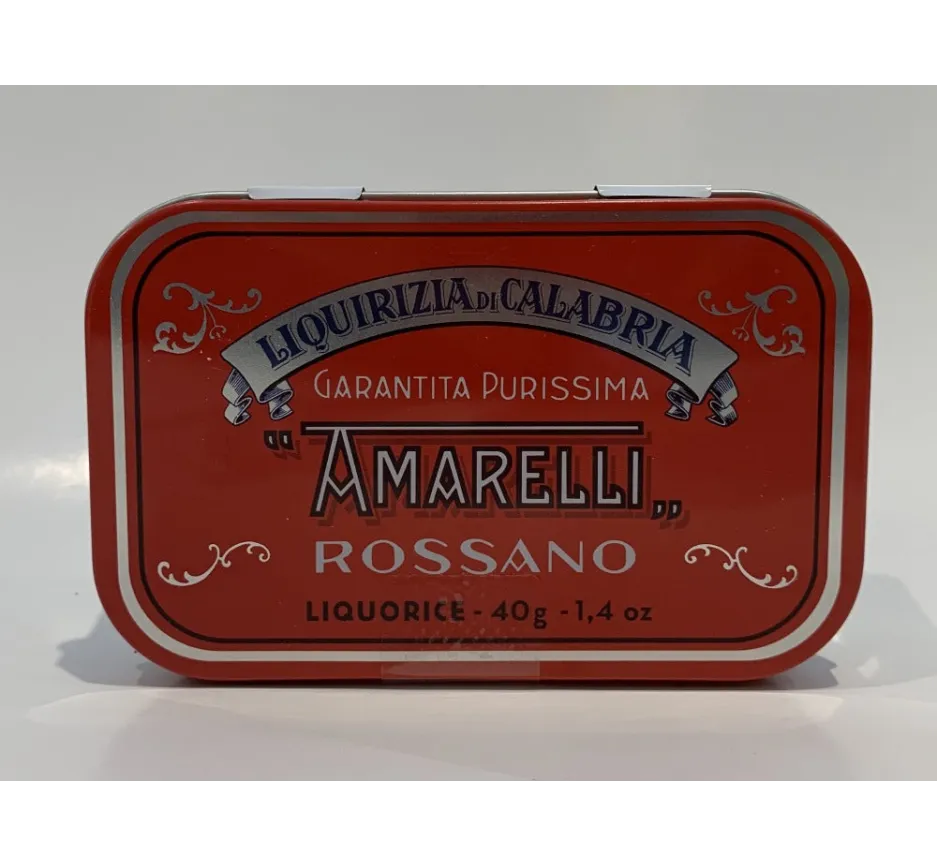 LIQUIRIZIA DI CALABRIA
GARANTITA PURISSIMA
"AMARELLI„
ROSSANO
LIQUORICE - 40g - 1,4 oz